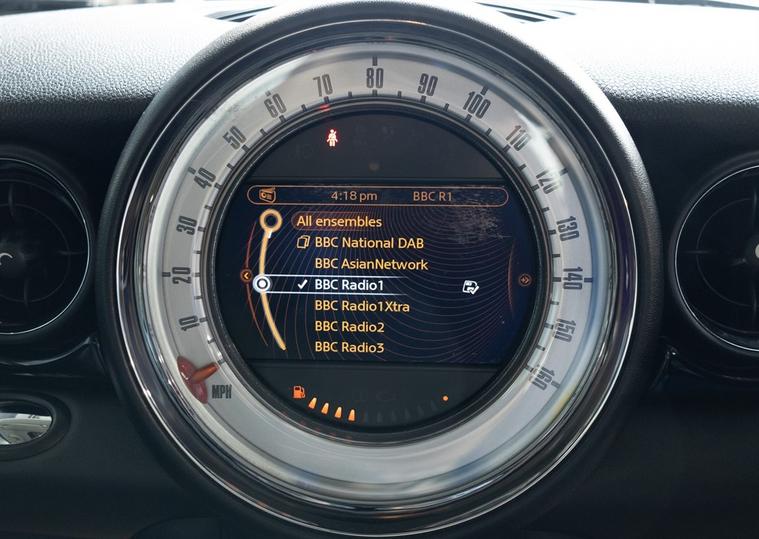 80
70
90
60
100
50
110
40
120
4:18 pm BBC R1
30
130
All ensembles
BBC National DAB
BBC AsianNetwork
20
140
BBC Radio1
BBC Radio1Xtra
10
150
BBC Radio2
BBC Radio3
160
MPH